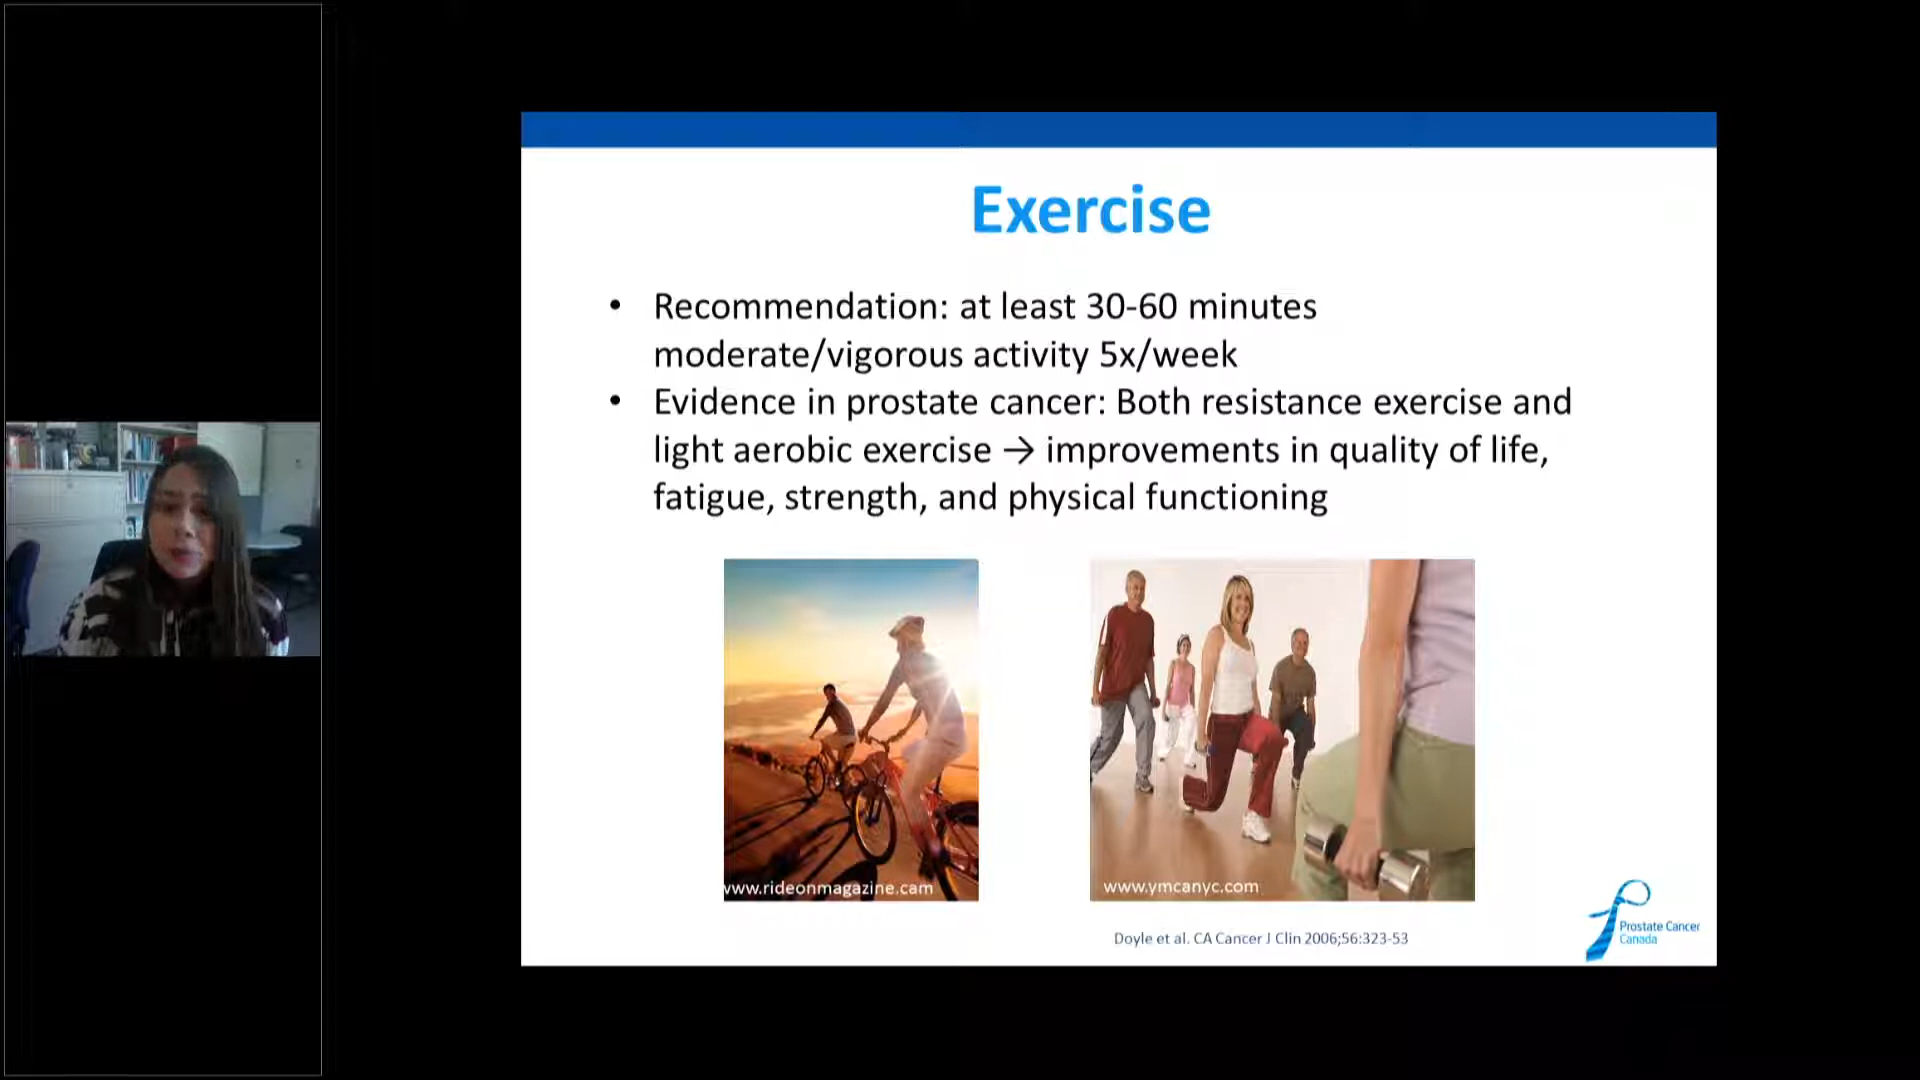 Exercise
• Recommendation: at least 30-60 minutes
moderate/vigorous activity 5x/week
• Evidence in prostate cancer: Both resistance exercise and
light aerobic exercise → improvements in quality of life,
fatigue, strength, and physical functioning
www.rideonmagazine.cam
www.ymcanyc.com
Doyle et al. CA Cancer J Clin 2006;56:323-53
Prostate Cancer
Canada